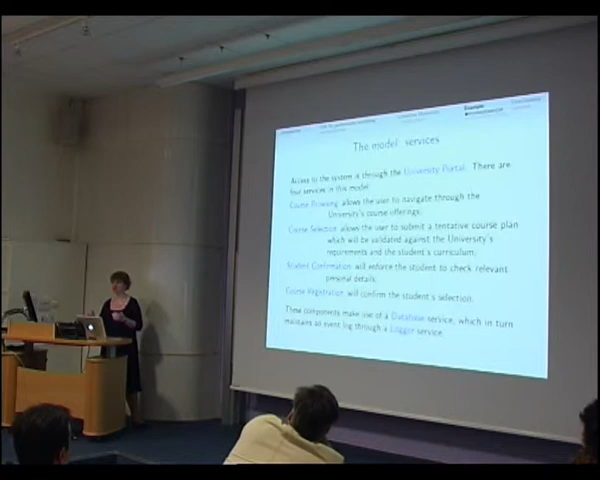 Example
The model services
Access to the system is through the University Portal. There are
four services in this model:
Course Browsing allows the user to navigate through the
University's course offerings.
Course Selection allows the user to submit a tentative course plan
which will be validated against the University's
requirements and the student's curriculum.
Student Confirmation will enforce the student to check relevant
personal details.
Course Registration will confirm the student's selection.
These components make use of a Database service, which in turn
maintains an event log through a Logger service.